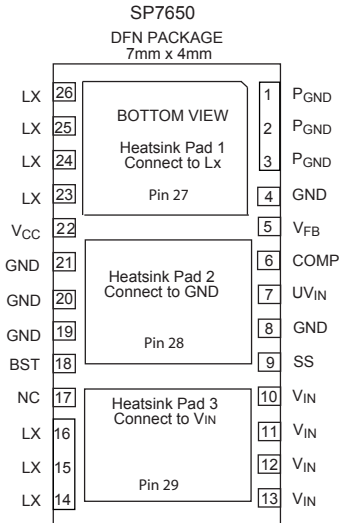 SP7650
DFN PACKAGE
7mm x 4mm
BOTTOM VIEW
Heatsink Pad 1
Connect to Lx
Pin 27
Heatsink Pad 2
Connect to GND
Pin 28
Heatsink Pad 3
Connect to VIN
Pin 29
LX 26
LX 25
LX 24
LX 23
VCC 22
GND 21
GND 20
GND 19
BST 18
NC 17
LX 16
LX 15
LX 14
1 PGND
2 PGND
3 PGND
4 GND
5 VFB
6 COMP
7 UVIN
8 GND
9 SS
10 VIN
11 VIN
12 VIN
13 VIN